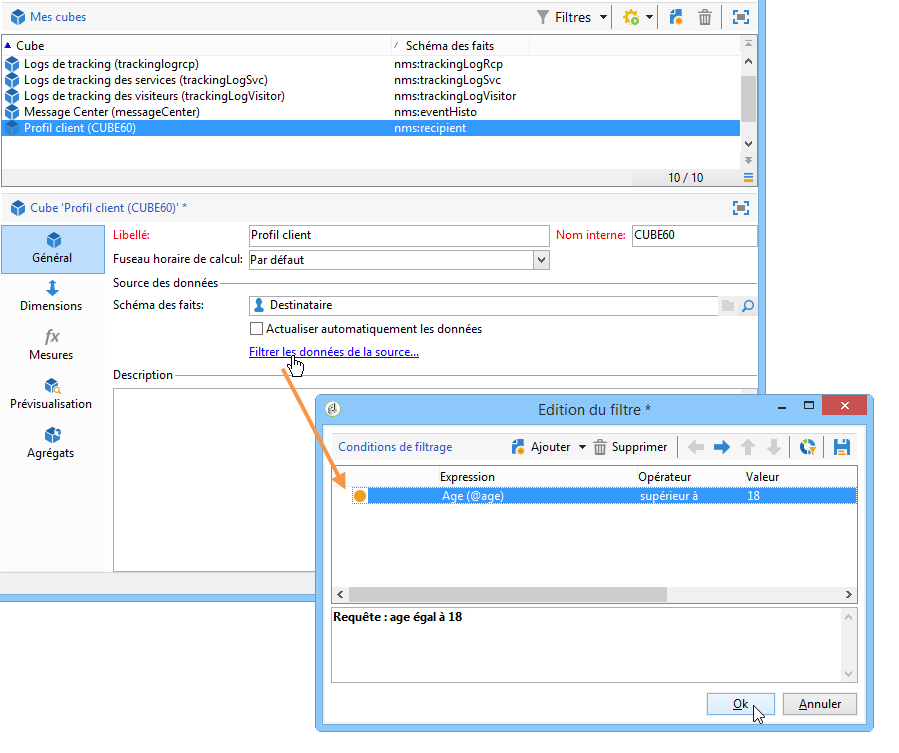 Mes cubes
Filtres
Cube Schéma des faits
Logs de tracking (trackinglogrcp) nms:trackingLogRcp
Logs de tracking des services (trackingLogSvc) nms:trackingLogSvc
Logs de tracking des visiteurs (trackingLogVisitor) nms:trackingLogVisitor
Message Center (messageCenter) nms:eventHisto
Profil client (CUBE60) nms:recipient
10 / 10
Cube 'Profil client (CUBE60)' *
Général
Dimensions
fx
Mesures
Prévisualisation
Agrégats
Libellé: Profil client Nom interne: CUBE60
Fuseau horaire de calcul: Par défaut
Source des données
Schéma des faits: Destinataire
Actualiser automatiquement les données
Filtrer les données de la source...
Description
Edition du filtre *
Conditions de filtrage Ajouter Supprimer
Expression Opérateur Valeur
Age (@age) supérieur à 18
Requête : age égal à 18
Ok Annuler